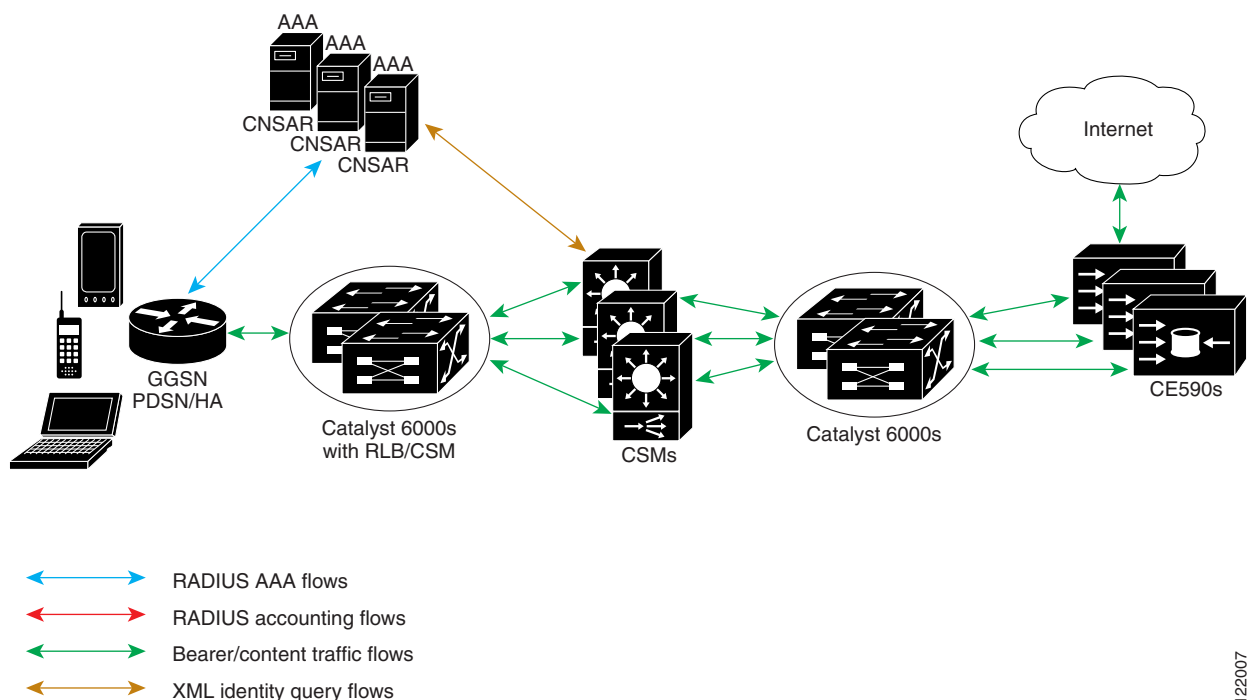 AAA
AAA
AAA
CNSAR
CNSAR
CNSAR
Internet
GGSN
PDSN/HA
Catalyst 6000s
with RLB/CSM
CSMs
Catalyst 6000s
CE590s
RADIUS AAA flows
RADIUS accounting flows
Bearer/content traffic flows
XML identity query flows
122007